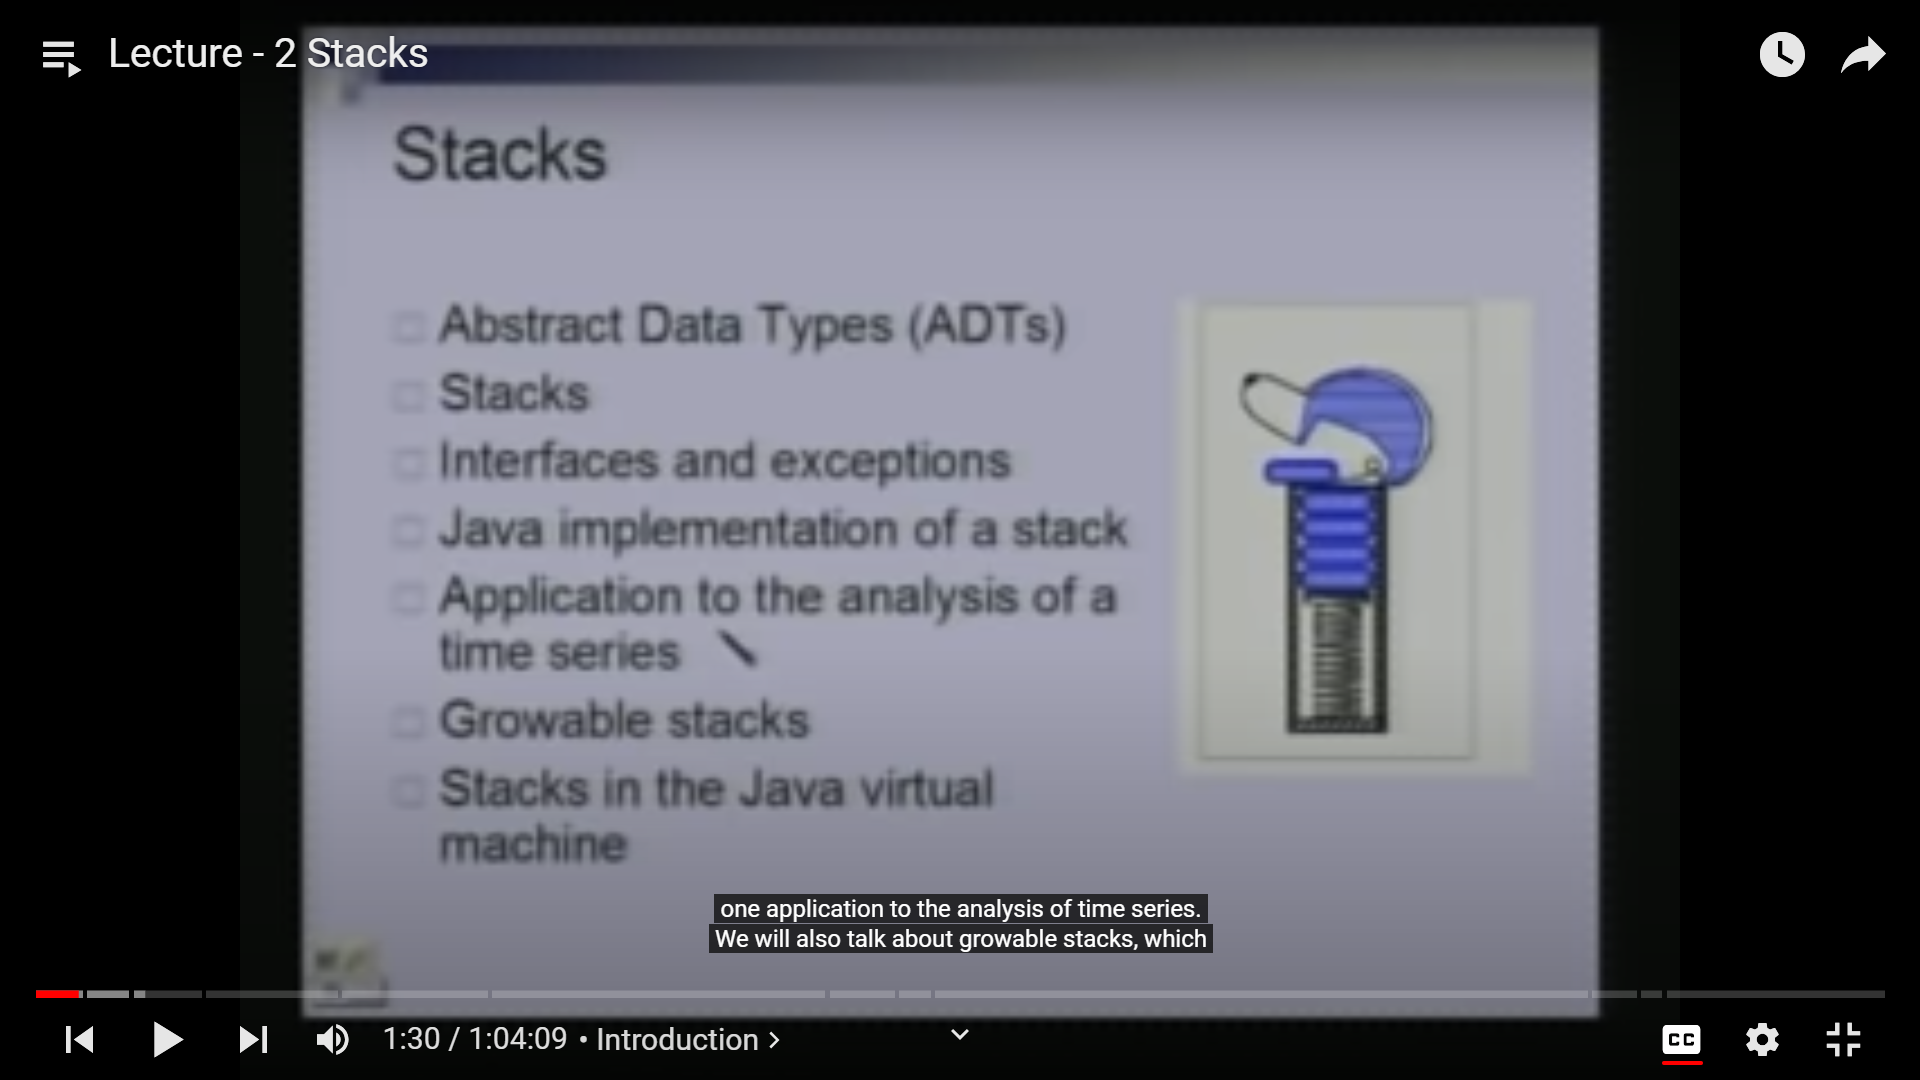 Lecture - 2 Stacks
Stacks
Abstract Data Types (ADTs)
Stacks
Interfaces and exceptions
Java implementation of a stack
Application to the analysis of a
time series
Growable stacks
Stacks in the Java virtual
machine
one application to the analysis of time series.
We will also talk about growable stacks, which
1:30 / 1:04:09 • Introduction >
CC